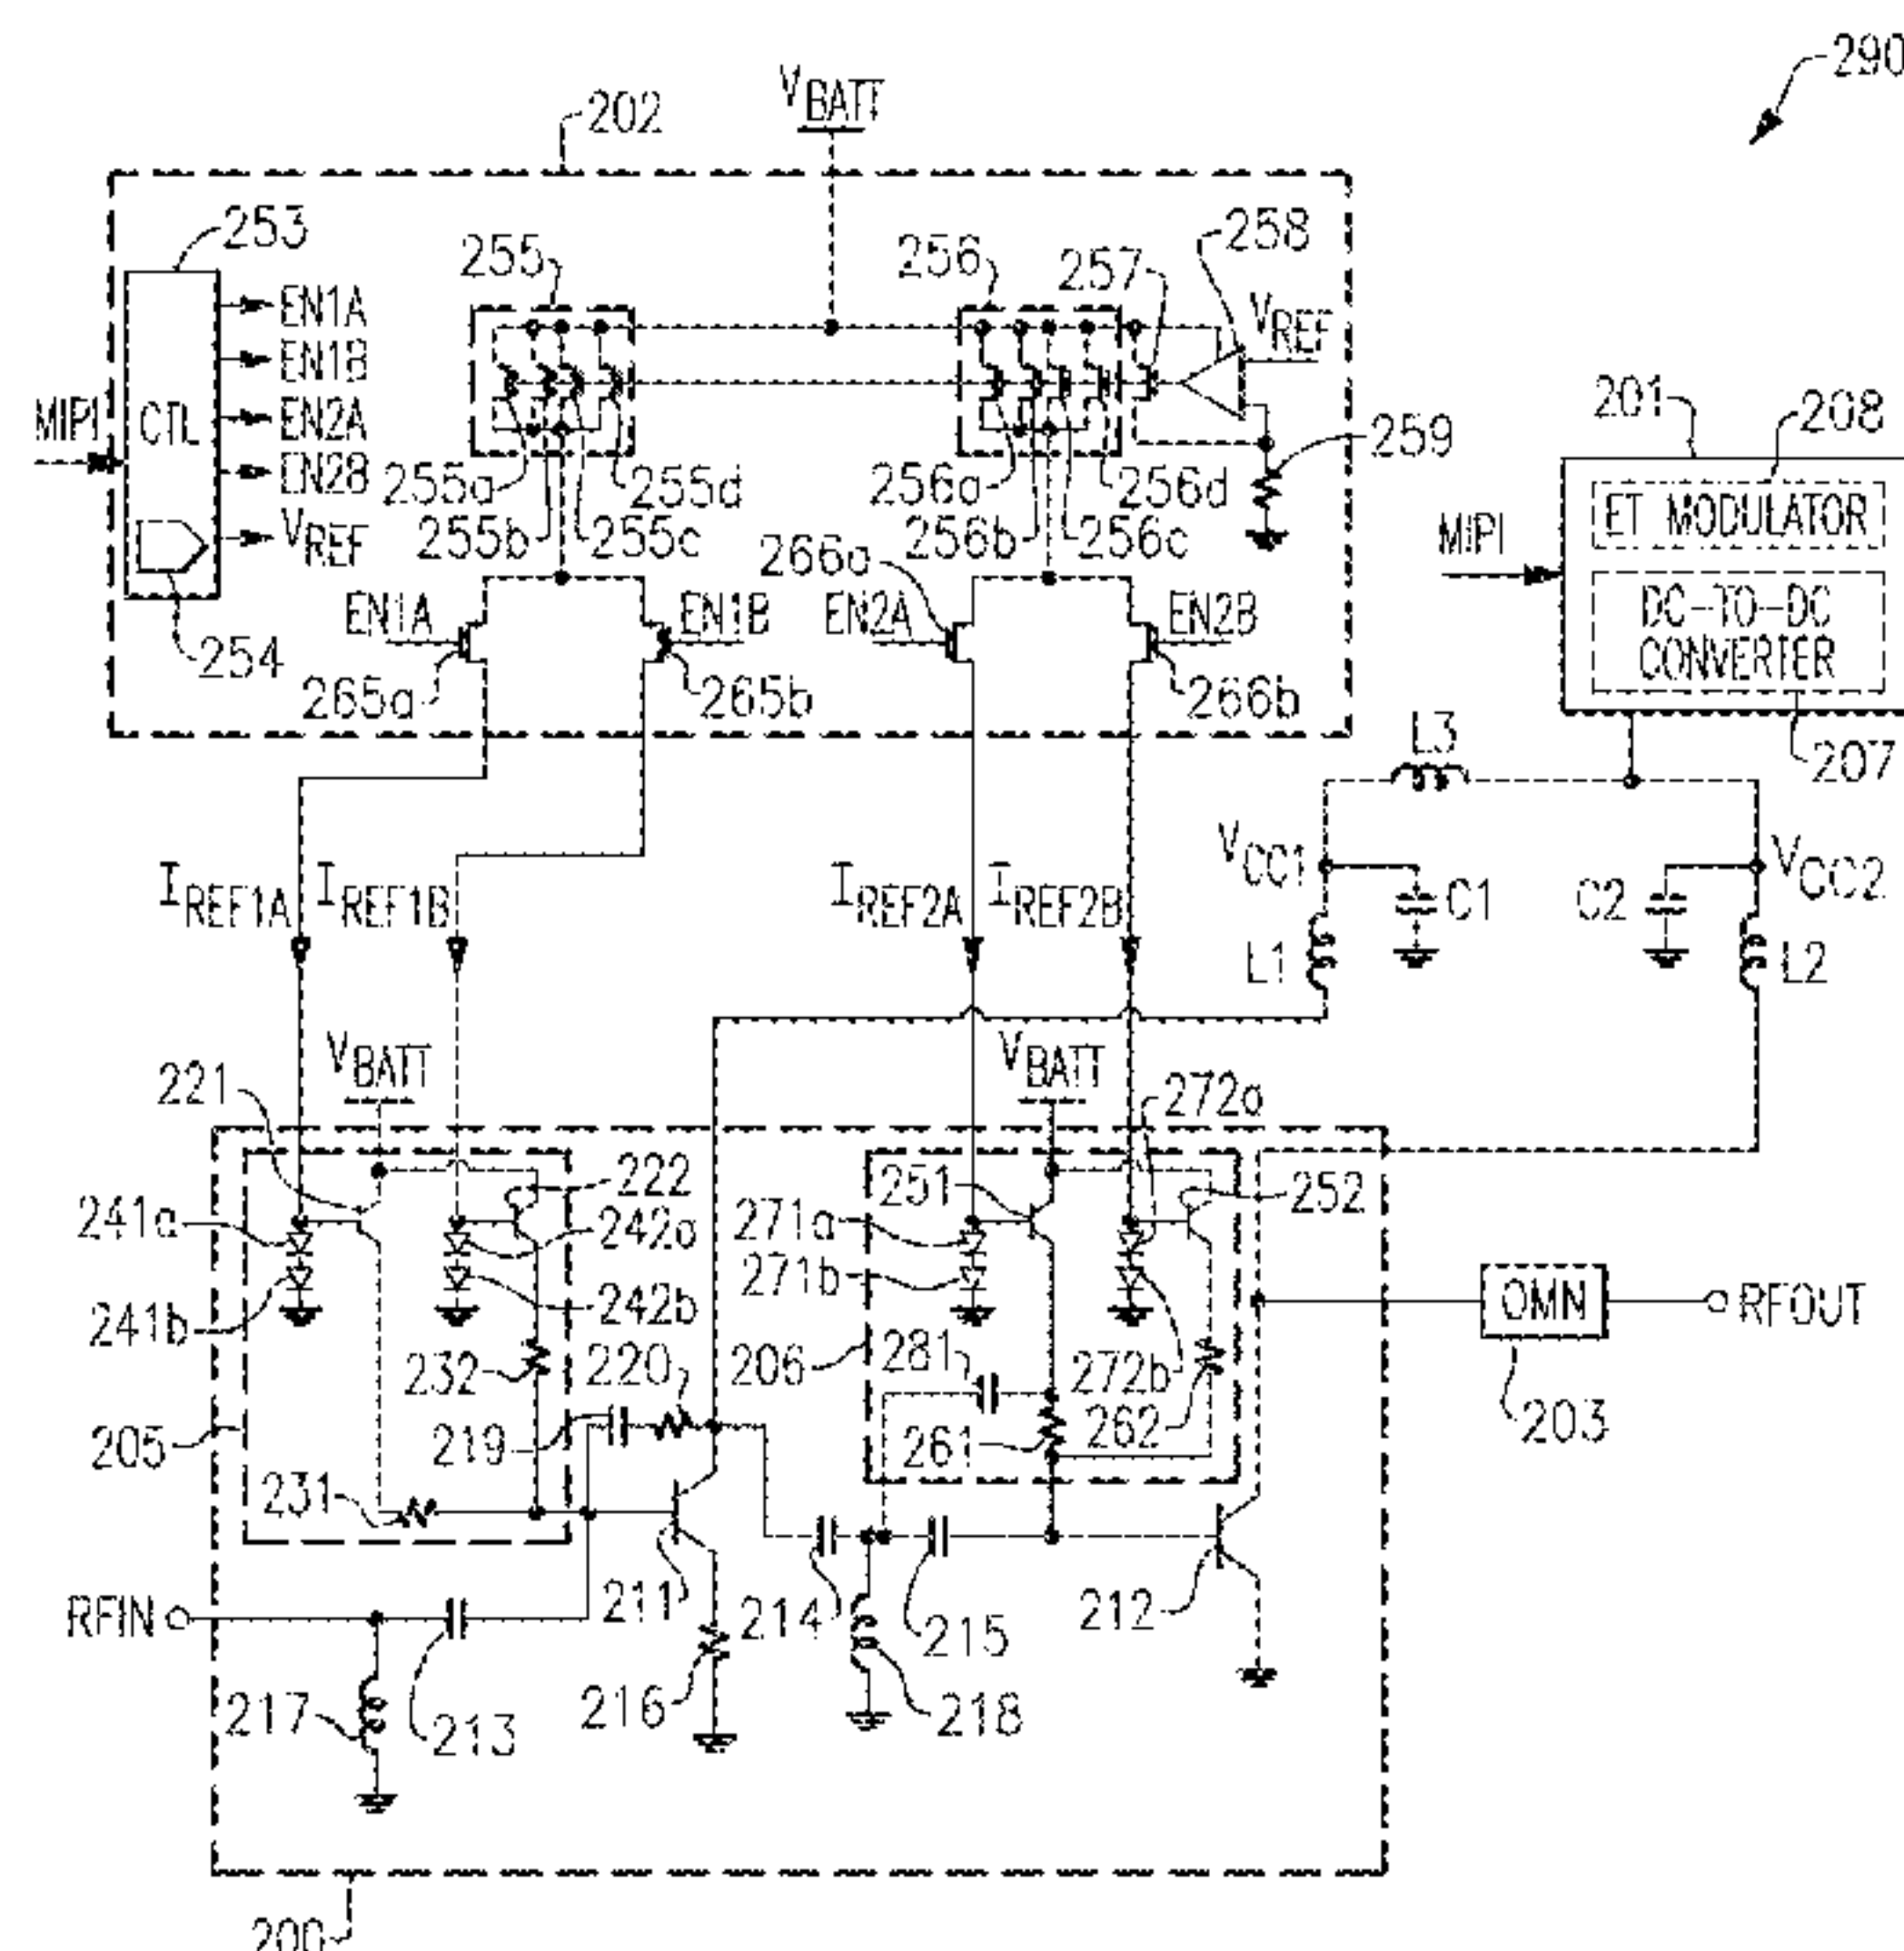 290
202
VBATT
253
255
256
257
258
VREF
EN1A
EN1B
EN2A
EN2B
VREF
MIPI
CTL
254
255a
255b
255c
255d
256a
256b
256c
256d
259
266a
EN1A
EN1B
EN2A
EN2B
265a
265b
266b
201
208
MIPI
ET MODULATOR
DC-TO-DC
CONVERTER
207
L3
VCC1
C1
C2
VCC2
L1
L2
IREF1A
IREF1B
IREF2A
IREF2B
221
VBATT
VBATT
272a
222
251
252
241a
242a
271a
271b
241b
242b
232
220
206
281
272b
OMN
RFOUT
203
205
219
261
262
231
RFIN
211
214
215
212
217
213
216
218
200